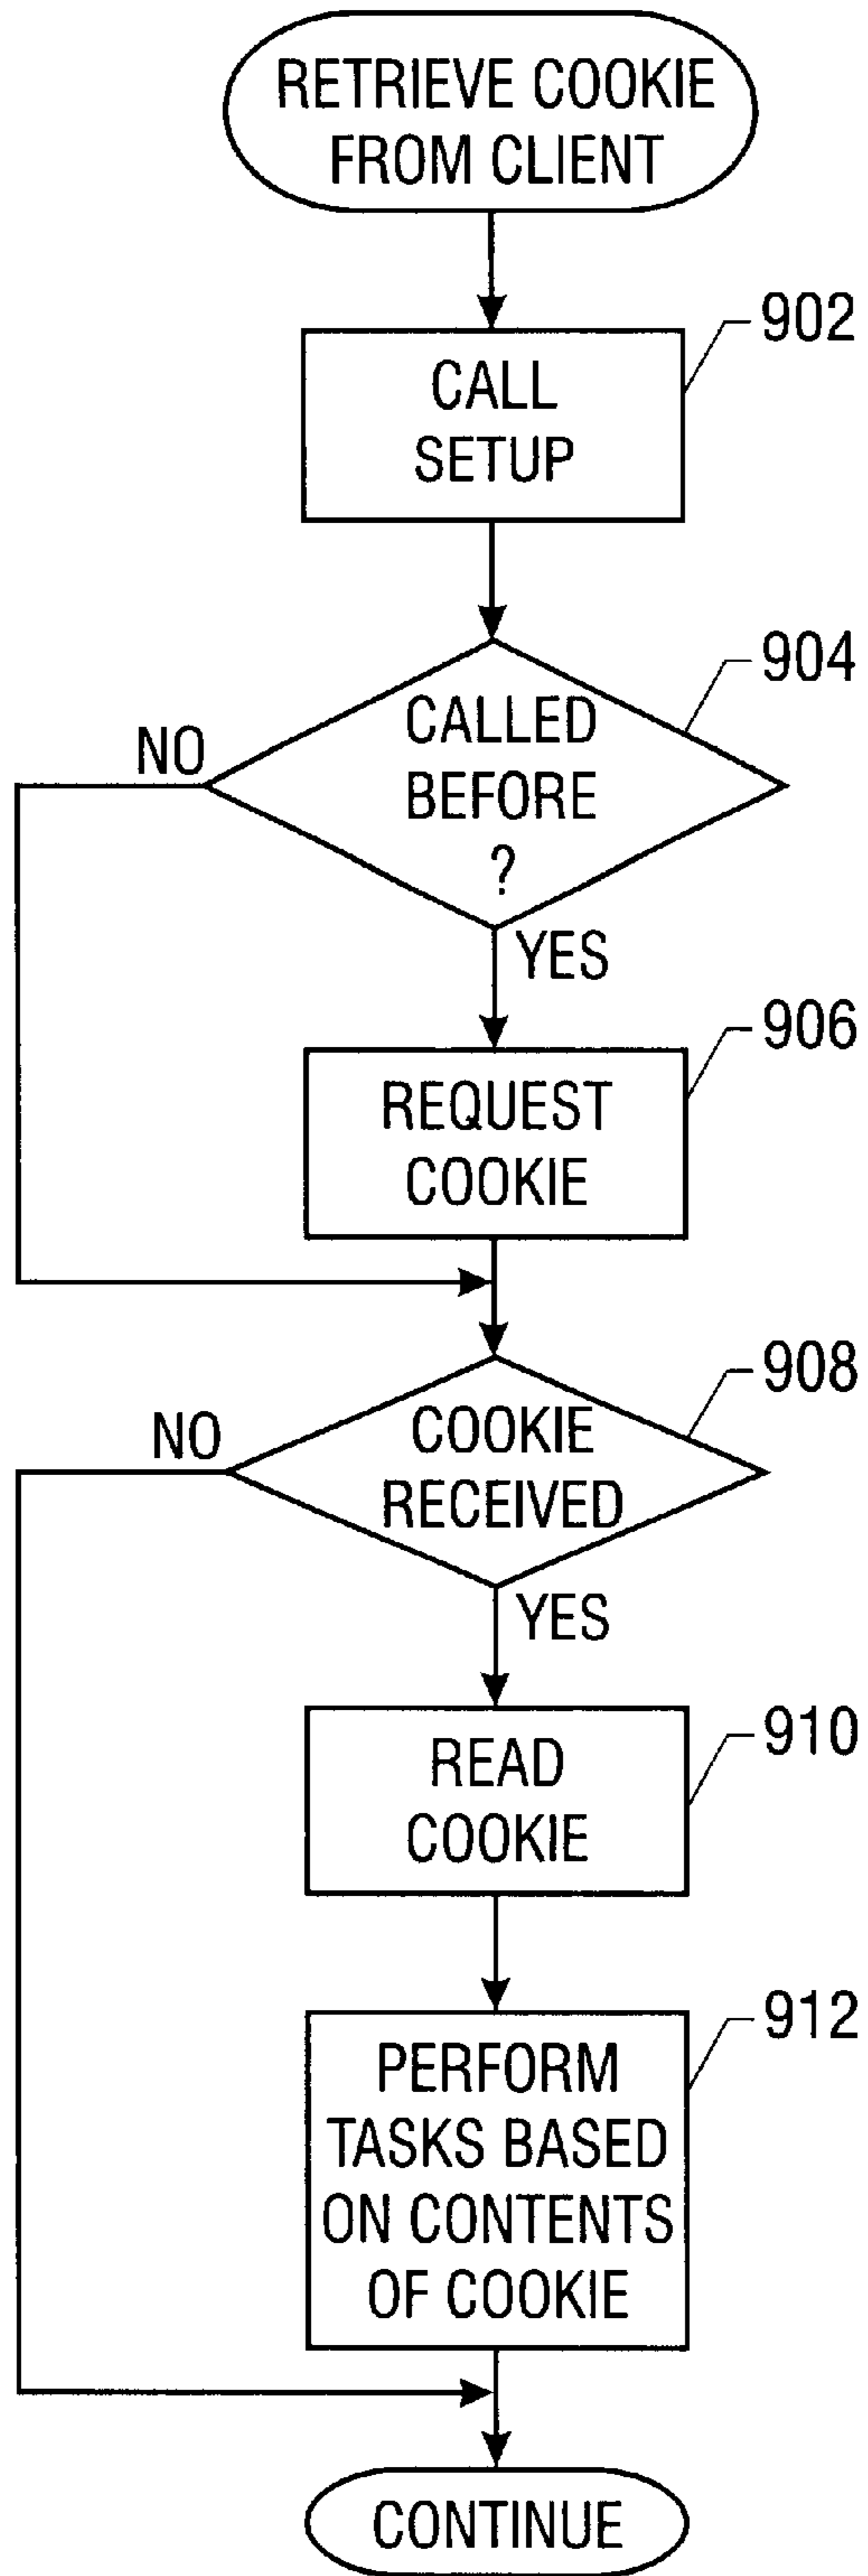 RETRIEVE COOKIE
FROM CLIENT
902
CALL
SETUP
904
CALLED
BEFORE
?
NO
YES
906
REQUEST
COOKIE
908
COOKIE
RECEIVED
NO
YES
910
READ
COOKIE
912
PERFORM
TASKS BASED
ON CONTENTS
OF COOKIE
CONTINUE